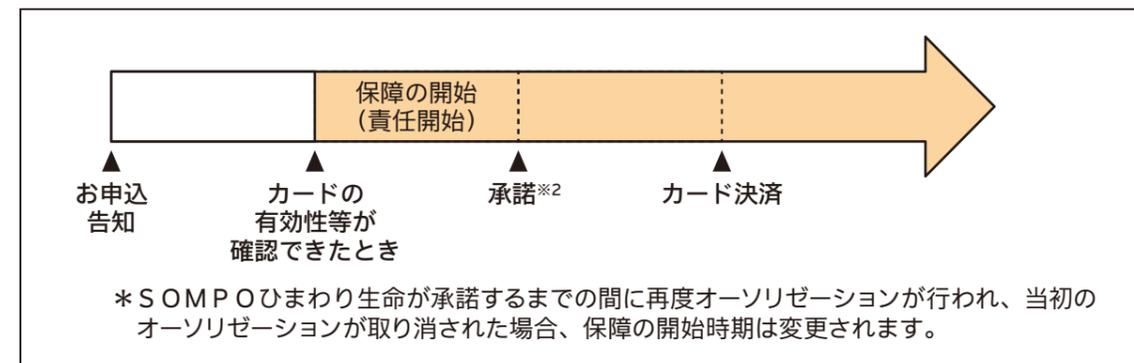 保障の開始
（責任開始）
お申込
告知
カードの
有効性等が
確認できたとき
承諾※2
カード決済
＊ＳＯＭＰＯひまわり生命が承諾するまでの間に再度オーソリゼーションが行われ、当初の
オーソリゼーションが取り消された場合、保障の開始時期は変更されます。